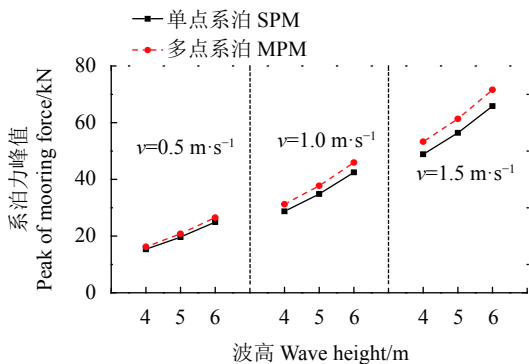 单点系泊 SPM
多点系泊 MPM
80
60
40
20
0
系泊力峰值
Peak of mooring force/kN
v=0.5 m·s⁻¹
v=1.0 m·s⁻¹
v=1.5 m·s⁻¹
4 5 6 4 5 6 4 5 6
波高 Wave height/m